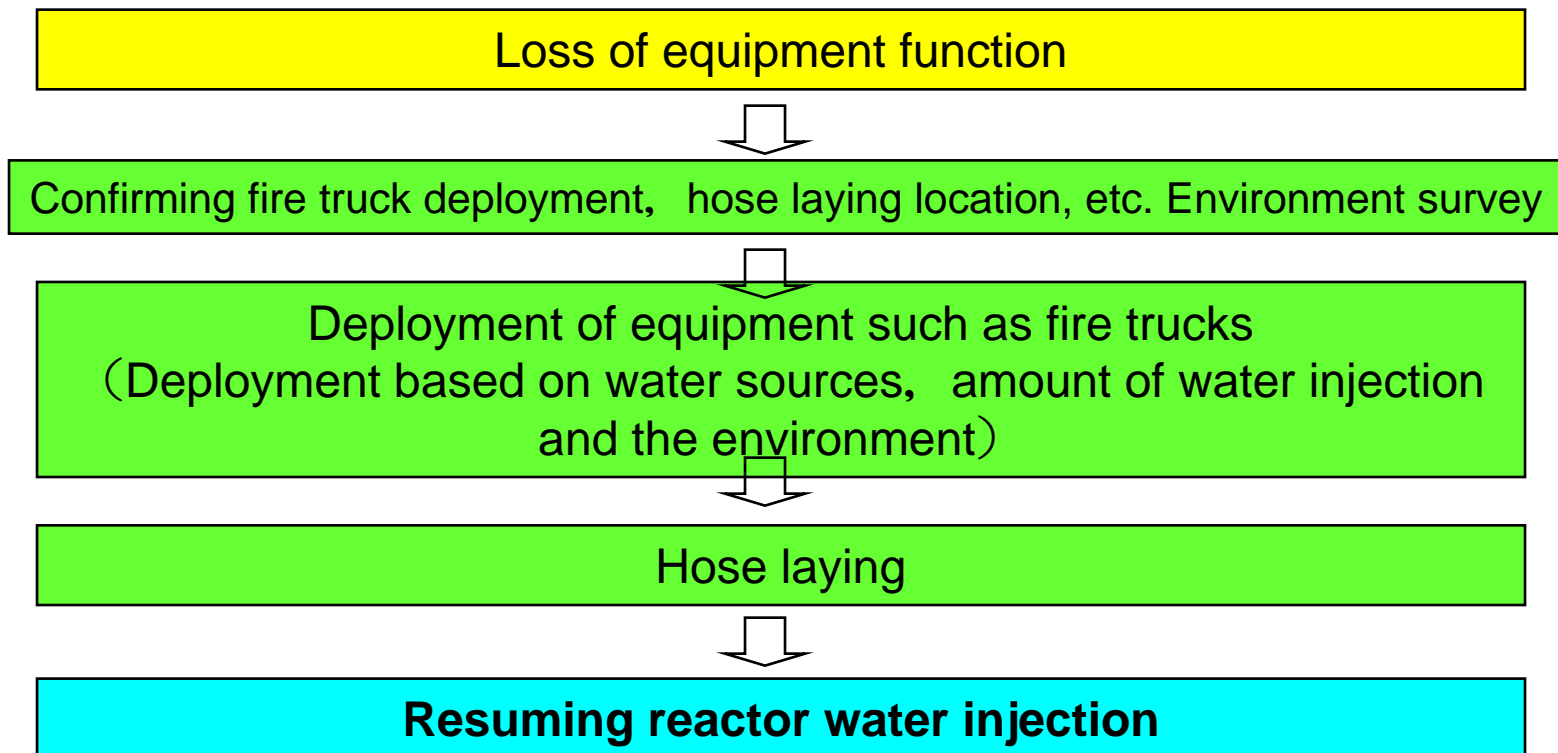 Loss of equipment function
Confirming fire truck deployment， hose laying location, etc. Environment survey
Deployment of equipment such as fire trucks
（Deployment based on water sources， amount of water injection
and the environment）
Hose laying
Resuming reactor water injection